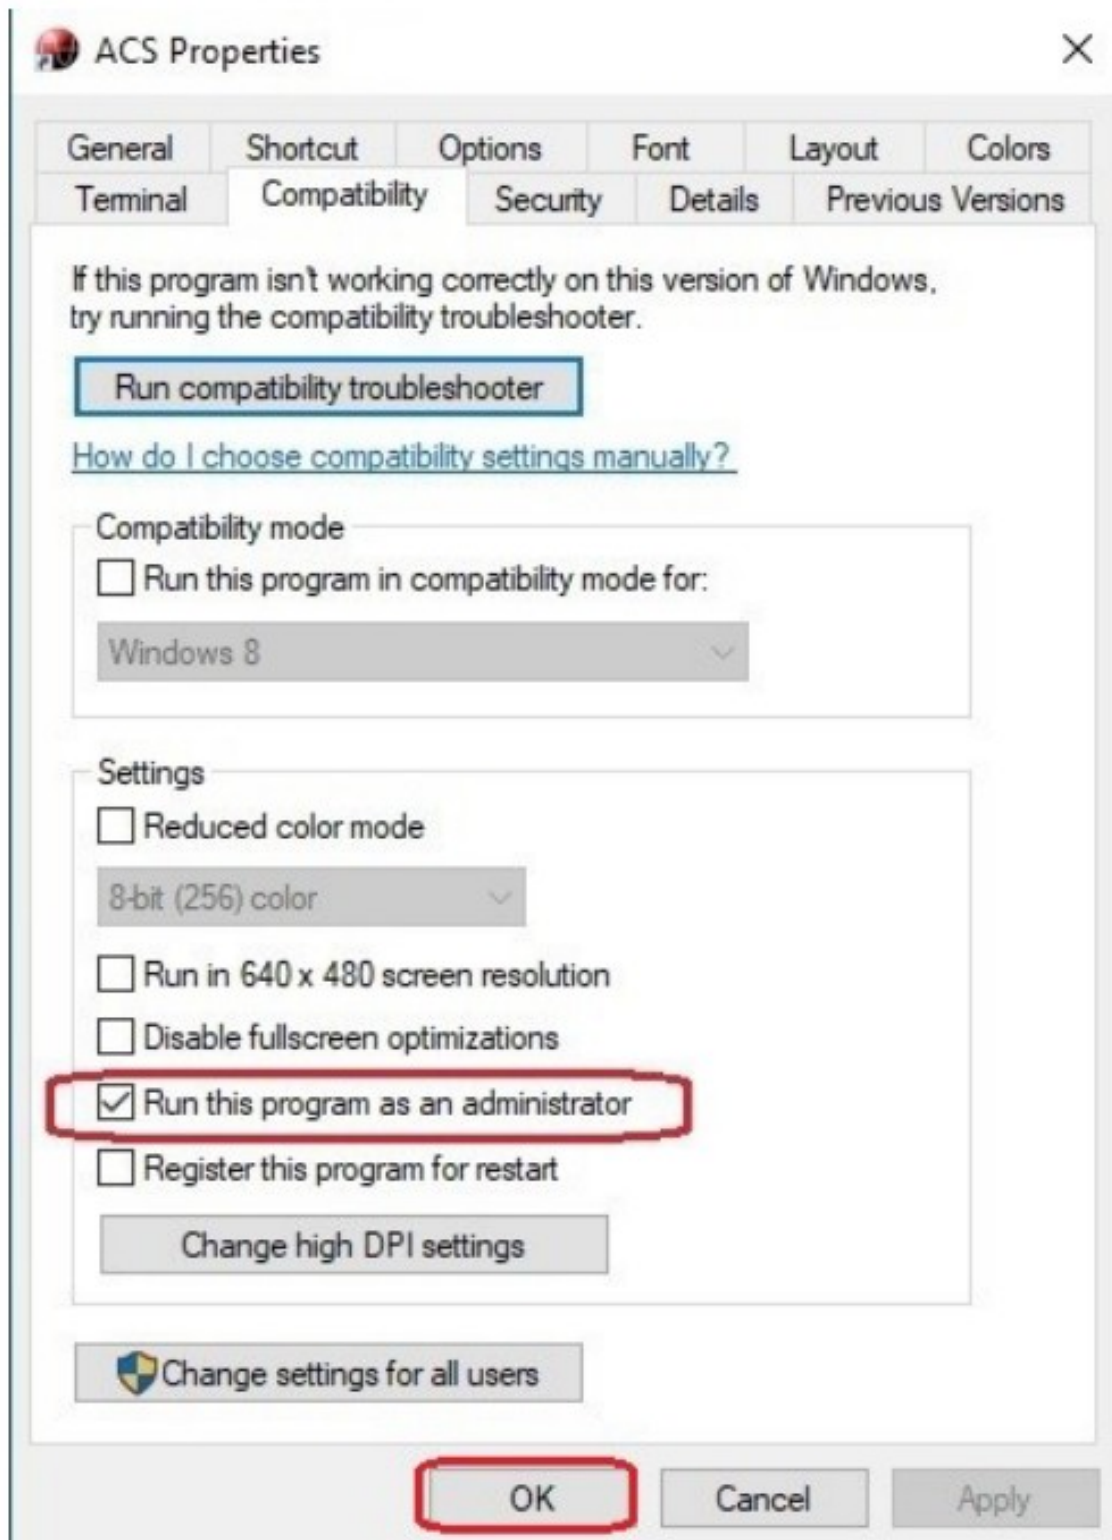 ACS Properties
General Shortcut Options Font Layout Colors
Terminal Compatibility Security Details Previous Versions
If this program isn't working correctly on this version of Windows,
try running the compatibility troubleshooter.
Run compatibility troubleshooter
How do I choose compatibility settings manually?
Compatibility mode
Run this program in compatibility mode for:
Windows 8
Settings
Reduced color mode
8-bit (256) color
Run in 640 x 480 screen resolution
Disable fullscreen optimizations
Run this program as an administrator
Register this program for restart
Change high DPI settings
Change settings for all users
OK Cancel Apply